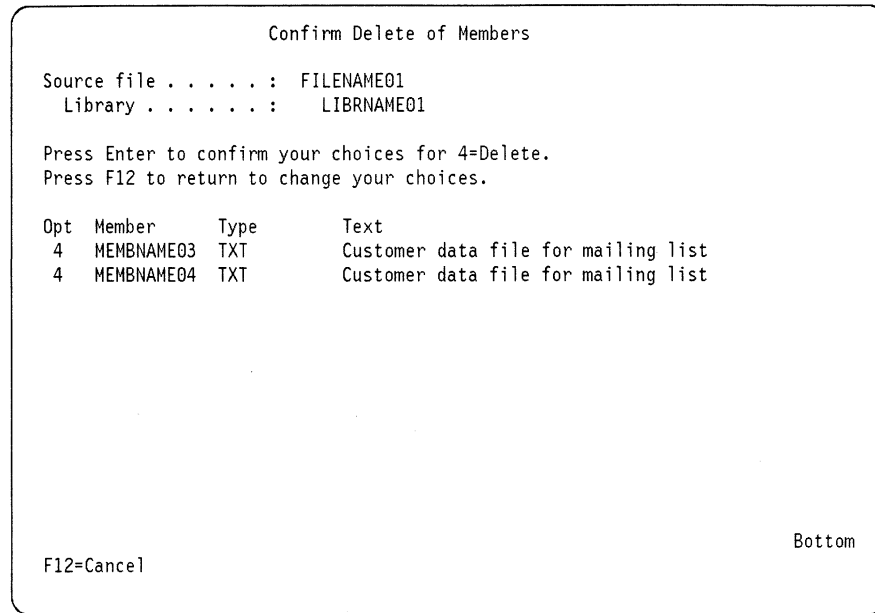 Confirm Delete of Members
Source file . . . . . : FILENAME01
Library . . . . . . : LIBRNAME01
Press Enter to confirm your choices for 4=Delete.
Press F12 to return to change your choices.
Opt Member Type Text
4 MEMBNAME03 TXT Customer data file for mailing list
4 MEMBNAME04 TXT Customer data file for mailing list
Bottom
F12=Cancel